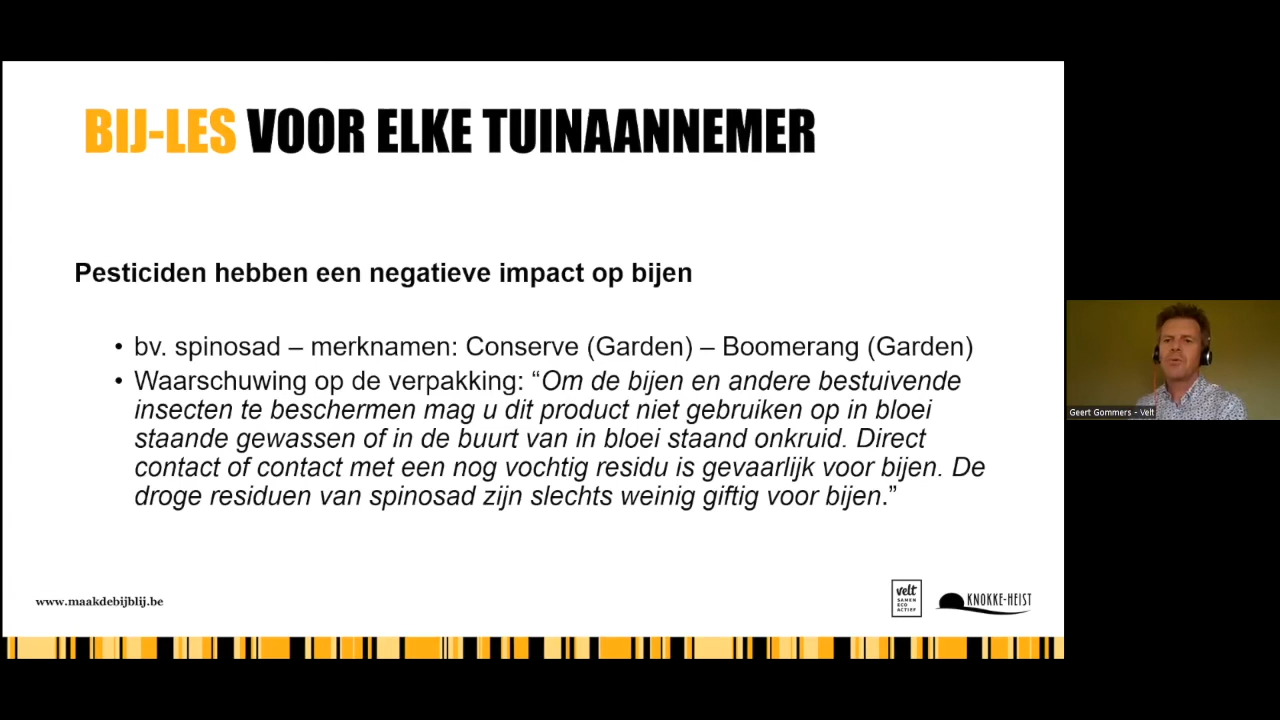 BIJ-LES VOOR ELKE TUINAANNEMER
Pesticiden hebben een negatieve impact op bijen
• bv. spinosad – merknamen: Conserve (Garden) – Boomerang (Garden)
• Waarschuwing op de verpakking: “Om de bijen en andere bestuivende
insecten te beschermen mag u dit product niet gebruiken op in bloei
staande gewassen of in de buurt van in bloei staand onkruid. Direct
contact of contact met een nog vochtig residu is gevaarlijk voor bijen. De
droge residuen van spinosad zijn slechts weinig giftig voor bijen.”
Geert Gommers - Velt
www.maakdebijblij.be
velt
SAMEN
ECO
ACTIEF
KNOKKE-HEIST